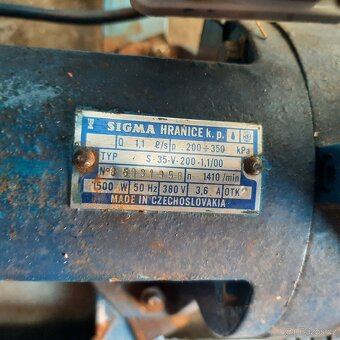 SIGMA HRANICE k. p.
Q 1,1 ℓ/s p. 200÷350 kPa
TYP S-35-V-200-1,1/00
1500 W 50 Hz 380 V 3,6 A OTK
n 1410/min
MADE IN CZECHOSLOVAKIA